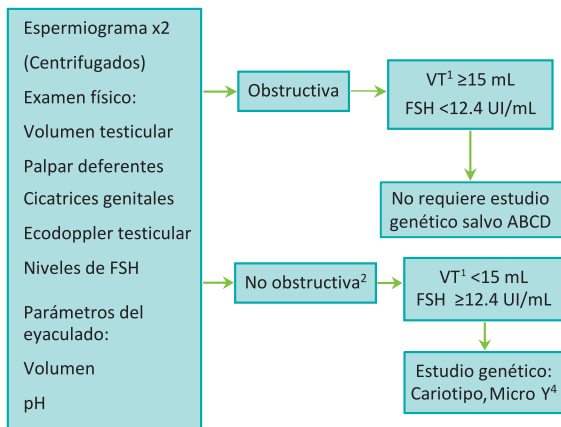 Espermiograma x2
(Centrifugados)
Examen físico:
Volumen testicular
Palpar deferentes
Cicatrices genitales
Ecodoppler testicular
Niveles de FSH
Parámetros del
eyaculado:
Volumen
pH
Obstructiva
VT¹ ≥15 mL
FSH <12.4 UI/mL
No requiere estudio
genético salvo ABCD
No obstructiva²
VT¹ <15 mL
FSH ≥12.4 UI/mL
Estudio genético:
Cariotipo, Micro Y⁴